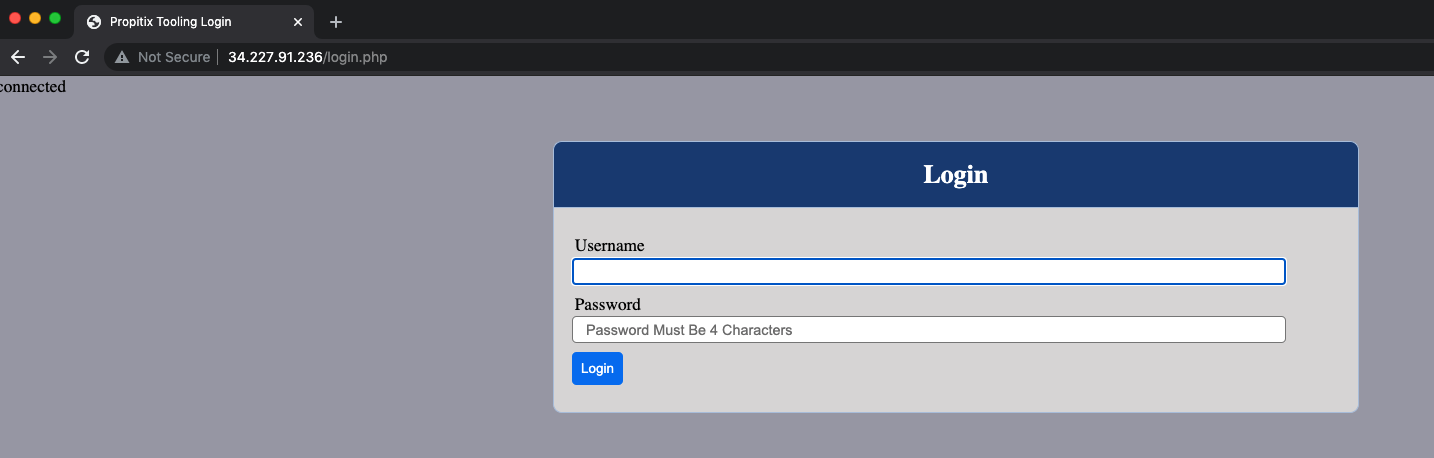 Propitix Tooling Login
Not Secure 34.227.91.236/login.php
connected
Login
Username
Password
Password Must Be 4 Characters
Login